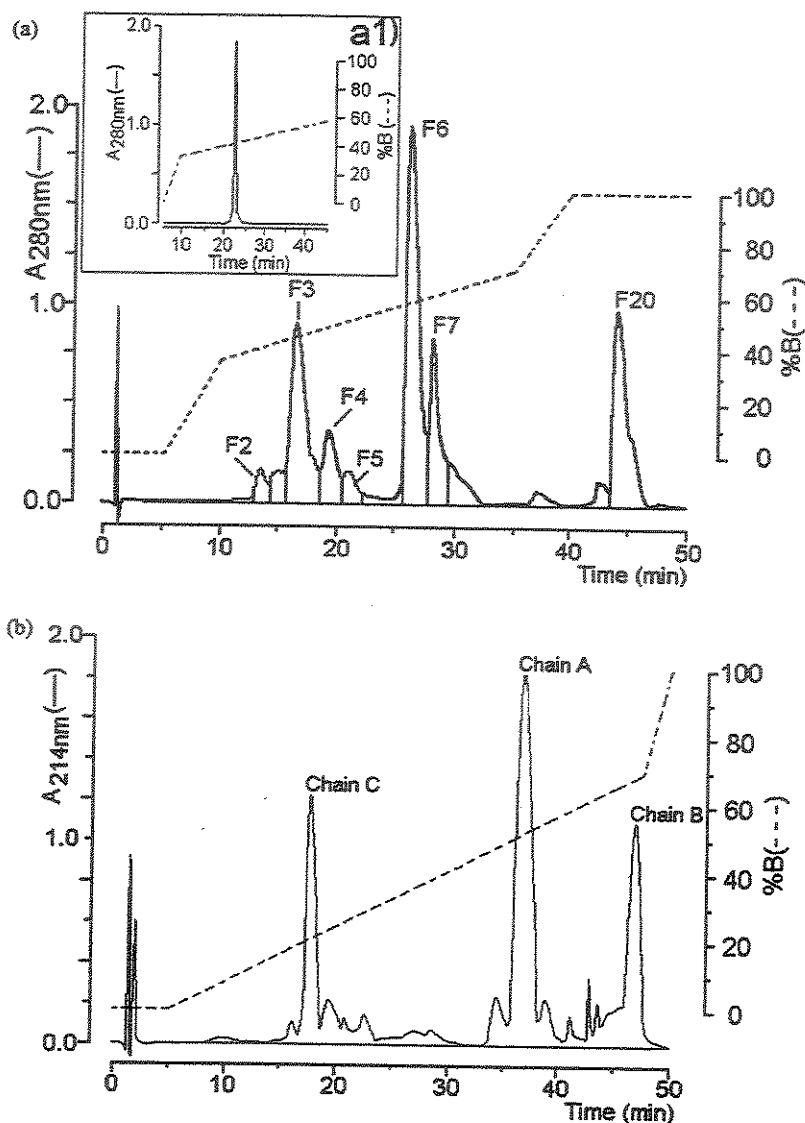 (a)
a1)
2.0
1.0
0.0
A280nm(—)
100
80
60
40
20
0
%B(---)
10 20 30 40
Time (min)
2.0
1.0
0.0
A280nm(—)
F2
F3
F4
F5
F6
F7
F20
100
80
60
40
20
0
%B(---)
0 10 20 30 40 50
Time (min)
(b)
2.0
1.0
0.0
A214nm(—)
Chain C
Chain A
Chain B
100
80
60
40
20
0
%B(---)
0 10 20 30 40 50
Time (min)